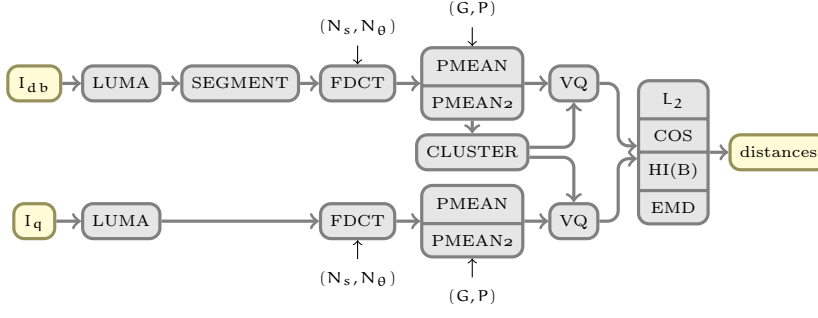 (G, P)
(N_s, N_θ)
PMEAN
I_db
LUMA
SEGMENT
FDCT
VQ
PMEAN2
L_2
COS
CLUSTER
distances
HI(B)
PMEAN
EMD
I_q
LUMA
FDCT
VQ
PMEAN2
(N_s, N_θ)
(G, P)